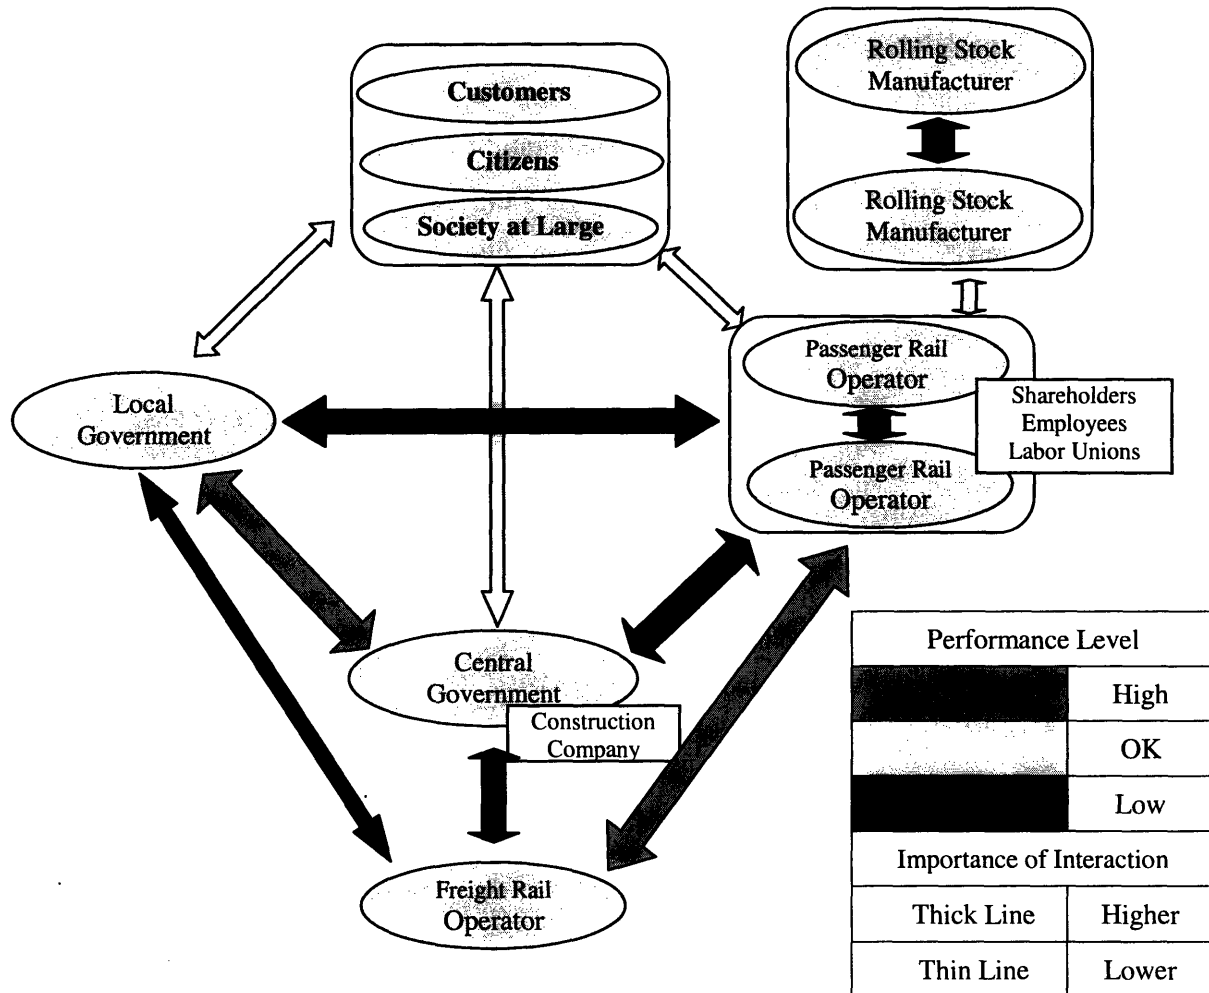 Customers
Citizens
Society at Large
Rolling Stock
Manufacturer
Rolling Stock
Manufacturer
Local
Government
Passenger Rail
Operator
Passenger Rail
Operator
Shareholders
Employees
Labor Unions
Central
Government
Construction
Company
Freight Rail
Operator
Performance Level
High
OK
Low
Importance of Interaction
Thick Line Higher
Thin Line Lower